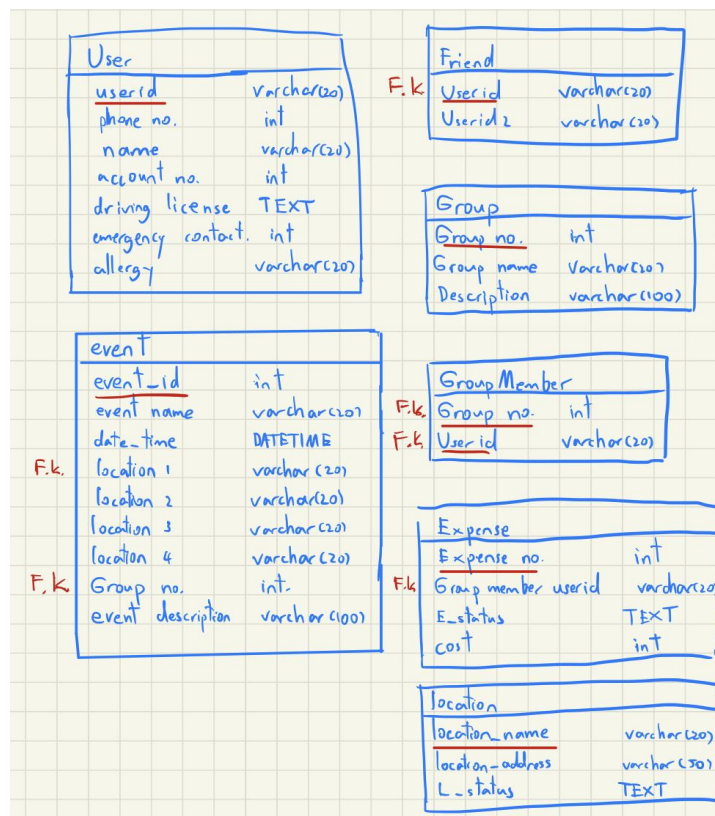 User
userid varchar(20)
phone no. int
name varchar(20)
account no. int
driving license TEXT
emergency contact. int
allergy varchar(20)
event
event_id int
event name varchar(20)
date_time DATETIME
F.k. location 1 varchar(20)
location 2 varchar(20)
location 3 varchar(20)
location 4 varchar(20)
F.K Group no. int.
event description varchar(100)
Friend
F.K Userid varchar(20)
Userid2 varchar(20)
Group
Group no. int
Group name Varchar(20)
Description varchar(100)
Group Member
F.k. Group no. int
F.k User id varchar(20)
Expense
Expense no. int
F.k Group member userid varchar(20
E_status TEXT
cost int
location
location_name varchar(20)
location-address varchar(50)
L_status TEXT